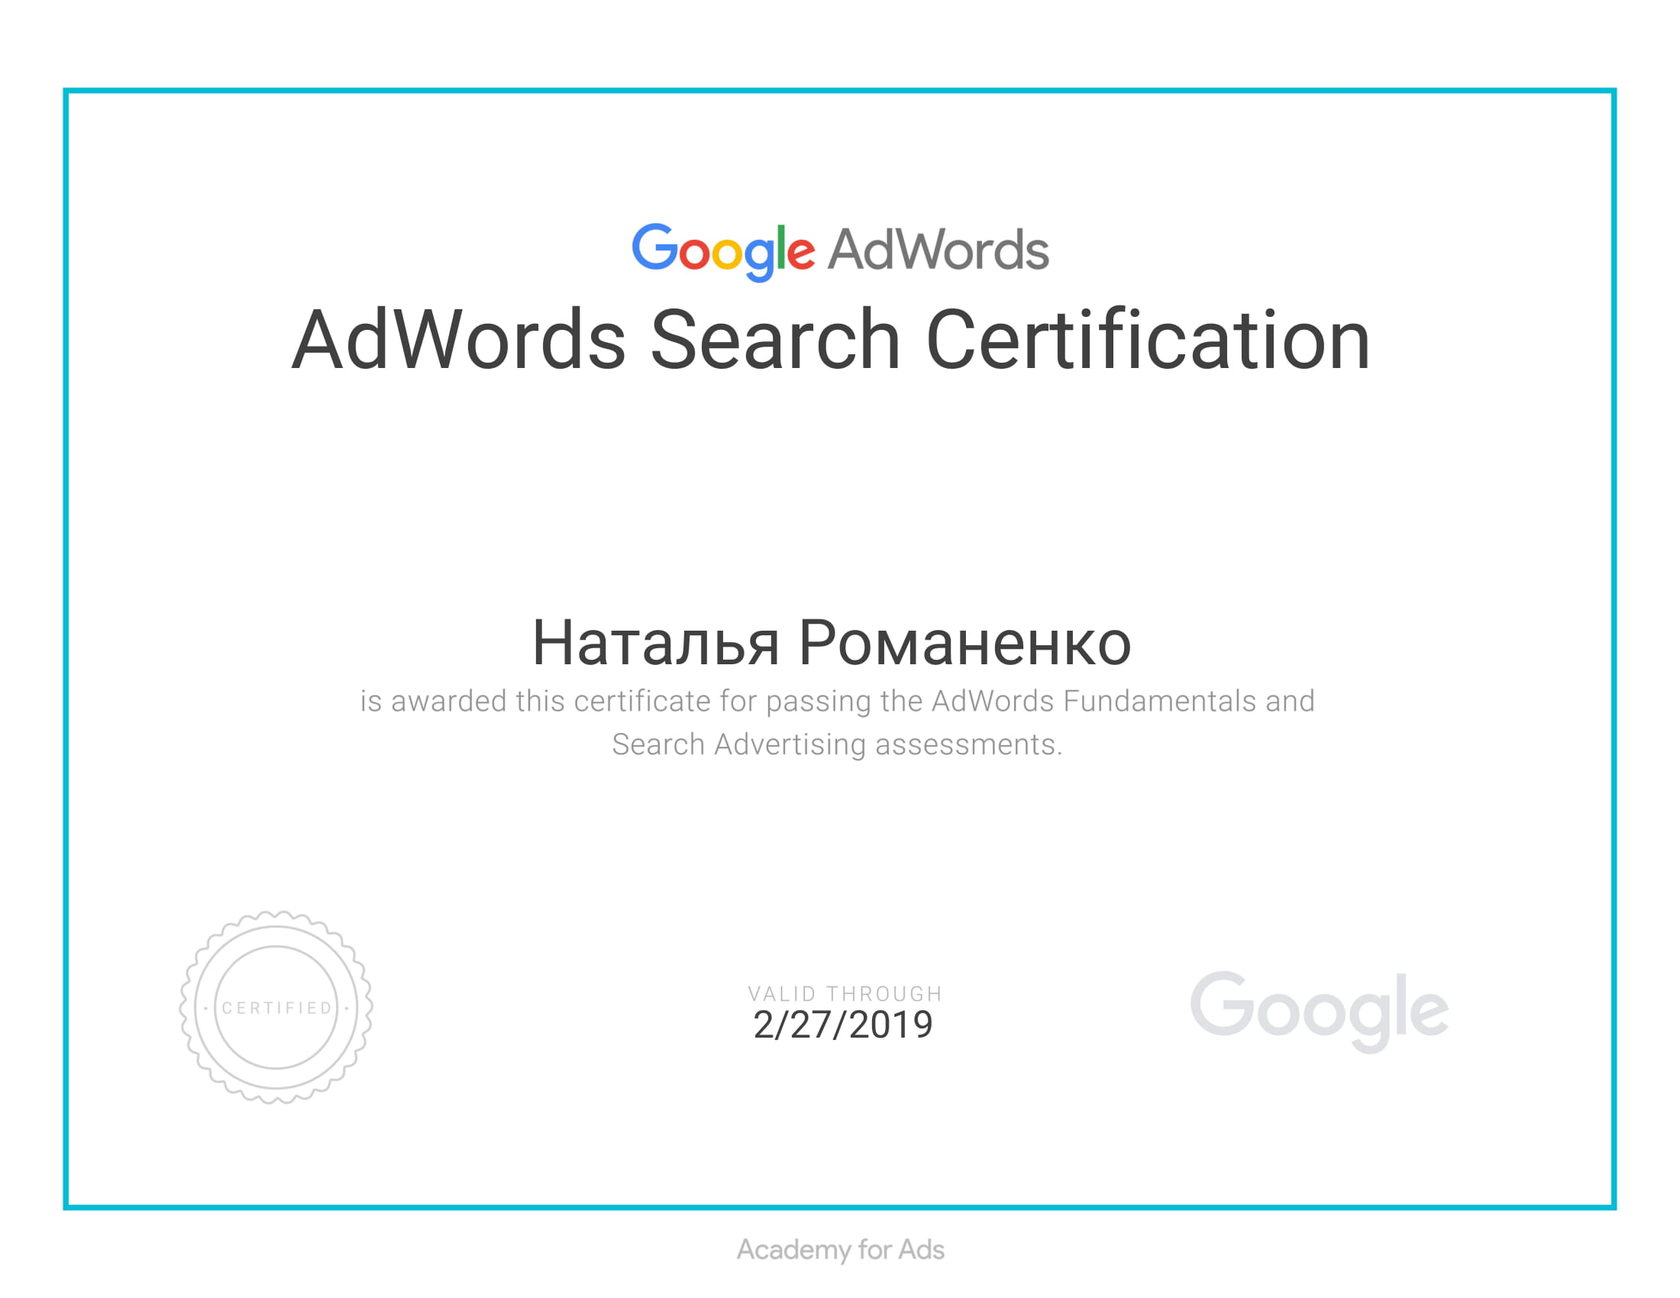 Google AdWords
AdWords Search Certification
Наталья Романенко
is awarded this certificate for passing the AdWords Fundamentals and
Search Advertising assessments.
CERTIFIED
VALID THROUGH
2/27/2019
Google
Academy for Ads